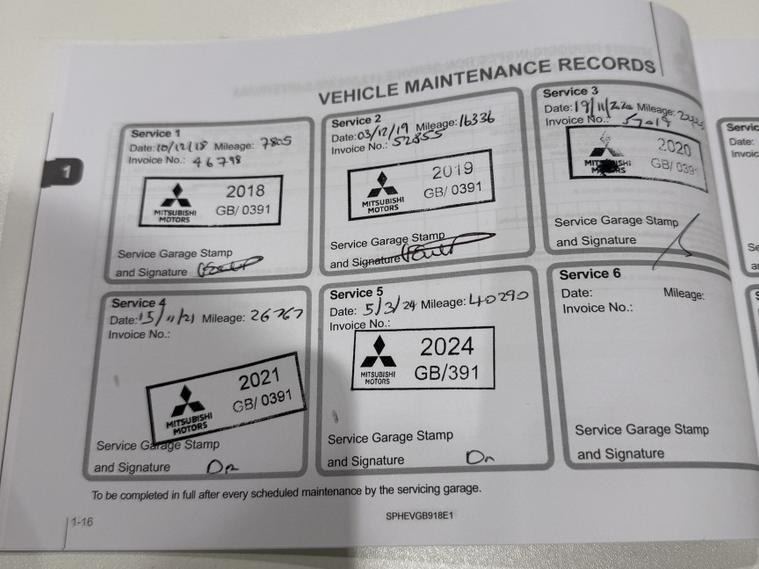 VEHICLE MAINTENANCE RECORDS
1
Service 1
Date: 10/12/18 Mileage: 7805
Invoice No.: 46798
MITSUBISHI MOTORS
2018
GB/ 0391
Service Garage Stamp
and Signature
Service 2
Date: 03/12/19 Mileage: 16336
Invoice No.: 52855
MITSUBISHI MOTORS
2019
GB/ 0391
Service Garage Stamp
and Signature
Service 3
Date: 19/11/220 Mileage:
Invoice No.: 57019
MITSUBISHI MOTORS
2020
GB/
Service Garage Stamp
and Signature
Service 4
Date: 15/11/21 Mileage: 26767
Invoice No.:
MITSUBISHI MOTORS
2021
GB/ 0391
Service Garage Stamp
and Signature
Service 5
Date: 5/3/24 Mileage: 40290
Invoice No.:
MITSUBISHI MOTORS
2024
GB/391
Service Garage Stamp
and Signature
Service 6
Date: Mileage:
Invoice No.:
Service Garage Stamp
and Signature
To be completed in full after every scheduled maintenance by the servicing garage.
1-16
SPHEVGB918E1